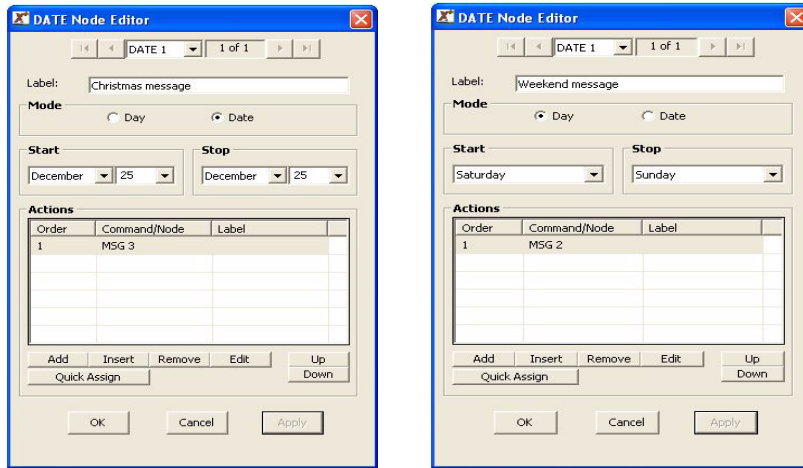 DATE Node Editor
DATE 1 1 of 1
Label: Christmas message
Mode
Day Date
Start Stop
December 25 December 25
Actions
Order Command/Node Label
1 MSG 3
Add Insert Remove Edit Up
Quick Assign Down
OK Cancel Apply
DATE Node Editor
DATE 1 1 of 1
Label: Weekend message
Mode
Day Date
Start Stop
Saturday Sunday
Actions
Order Command/Node Label
1 MSG 2
Add Insert Remove Edit Up
Quick Assign Down
OK Cancel Apply